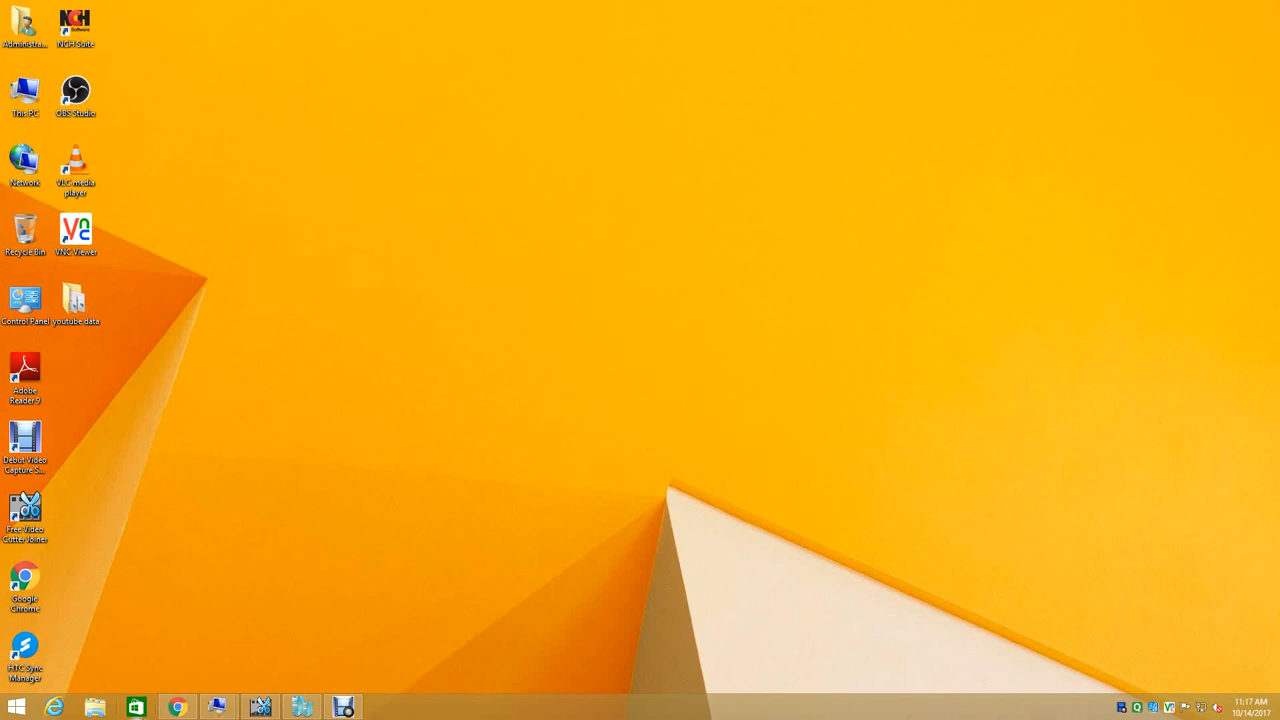 Administra...
NCH
Software
NCH Suite
This PC
OBS Studio
Network
VLC media
player
Recycle Bin
VNC Viewer
Control Panel
youtube data
Adobe
Reader 9
Debut Video
Capture S...
Free Video
Cutter Joiner
Google
Chrome
HTC Sync
Manager
11:17 AM
10/14/2017